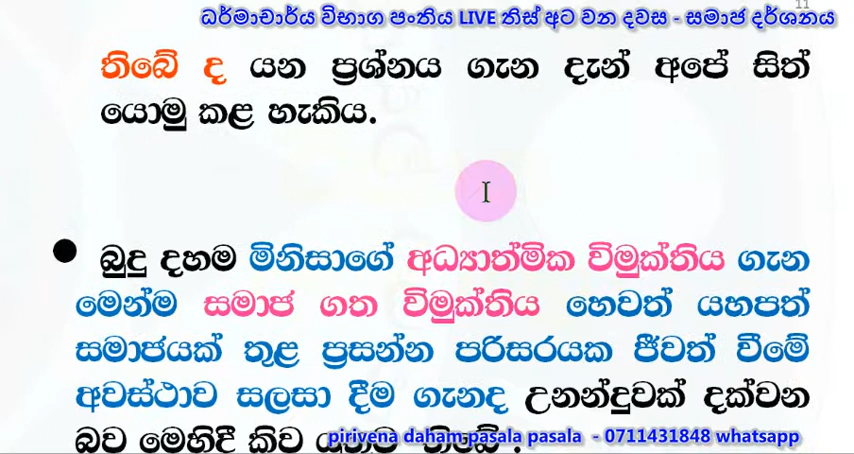 11
ධර්මාචාර්ය විභාග පංතිය LIVE තිස් අට වන දවස - සමාජ දර්ශනය
තිබේ ද යන ප්‍රශ්නය ගැන දැන් අපේ සිත්
යොමු කළ හැකිය.
● බුදු දහම මිනිසාගේ අධ්‍යාත්මික විමුක්තිය ගැන
මෙන්ම සමාජ ගත විමුක්තිය හෙවත් යහපත්
සමාජයක් තුළ ප්‍රසන්න පරිසරයක ජීවත් වීමේ
අවස්ථාව සලසා දීම ගැනද උනන්දුවක් දක්වන
බව මෙහිදී කිව
pirivena daham pasala pasala - 0711431848 whatsapp